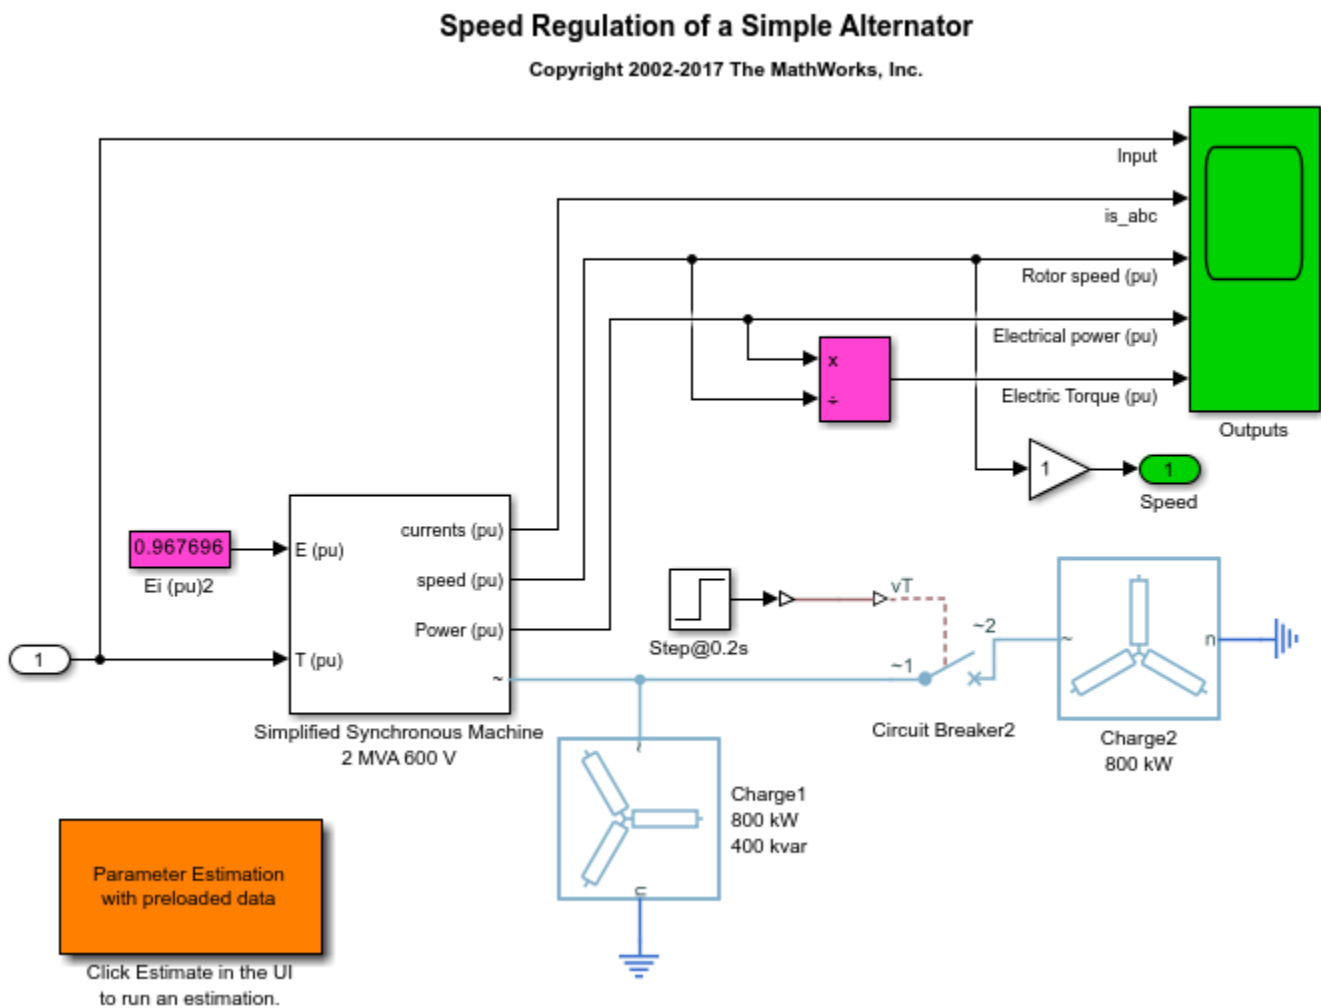 Speed Regulation of a Simple Alternator
Copyright 2002-2017 The MathWorks, Inc.
Input
is_abc
Rotor speed (pu)
Electrical power (pu)
Electric Torque (pu)
Outputs
x
÷
1
1
Speed
0.967696
Ei (pu)2
E (pu)
T (pu)
currents (pu)
speed (pu)
Power (pu)
~
1
Simplified Synchronous Machine
2 MVA 600 V
Step@0.2s
vT
~1
~2
Circuit Breaker2
~
n
Charge2
800 kW
~
n
Charge1
800 kW
400 kvar
Parameter Estimation
with preloaded data
Click Estimate in the UI
to run an estimation.